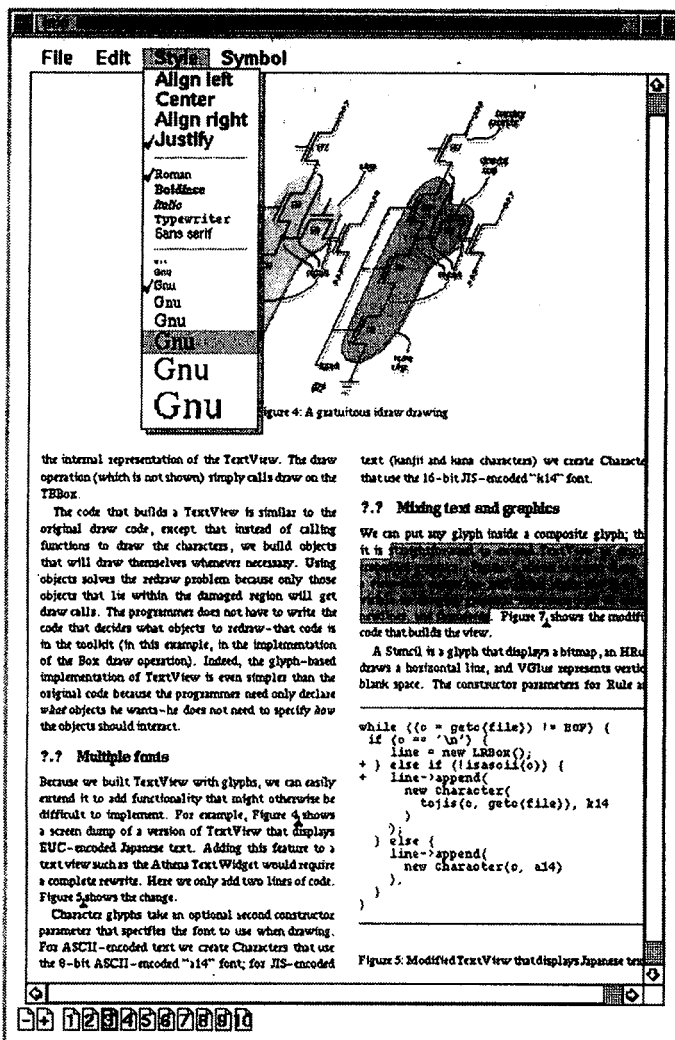 File Edit Style Symbol
Align left
Center
Align right
Justify
Roman
Boldface
Italic
Typewriter
Sans serif
Gnu
Gnu
Gnu
Gnu
Gnu
Gnu
Gnu
Figure 4: A gratuitous idraw drawing
the internal representation of the TextView. The draw
operation (which is not shown) simply calls draw on the
TBBox.
The code that builds a TextView is similar to the
original draw code, except that instead of calling
functions to draw the characters, we build objects
that will draw themselves whenever necessary. Using
objects solves the redraw problem because only those
objects that lie within the damaged region will get
draw calls. The programmer does not have to write the
code that decides what objects to redraw-that code is
in the toolkit (in this example, in the implementation
of the Box draw operation). Indeed, the glyph-based
implementation of TextView is even simpler than the
original code because the programmer need only declare
what objects he wants-he does not need to specify how
the objects should interact.
?.? Multiple fonts
Because we built TextView with glyphs, we can easily
extend it to add functionality that might otherwise be
difficult to implement. For example, Figure 4 shows
a screen dump of a version of TextView that displays
EUC-encoded Japanese text. Adding this feature to a
text view such as the Athena Text Widget would require
a complete rewrite. Here we only add two lines of code.
Figure 5 shows the change.
Character glyphs take an optional second constructor
parameter that specifies the font to use when drawing.
For ASCII-encoded text we create Characters that use
the 8-bit ASCII-encoded "a14" font; for JIS-encoded
text (kanji and kana characters) we create Characte
that use the 16-bit JIS-encoded "k14" font.
?.? Mixing text and graphics
We can put any glyph inside a composite glyph; th
it is
Figure 7 shows the modifi
code that builds the view.
A Stencil is a glyph that displays a bitmap, an HRu
draws a horizontal line, and VGlue represents vertic
blank space. The constructor parameters for Rule a
while ((c = getc(file)) != EOF) {
if (c == '\n') {
line = new LRBox();
+ } else if (!isascii(c)) {
+ line->append(
new Character(
tojis(c, getc(file)), k14
)
);
} else {
line->append(
new Character(c, a14)
),
}
}
Figure 5: Modified TextView that displays Japanese tex
- + 1 2 3 4 5 6 7 8 9 10